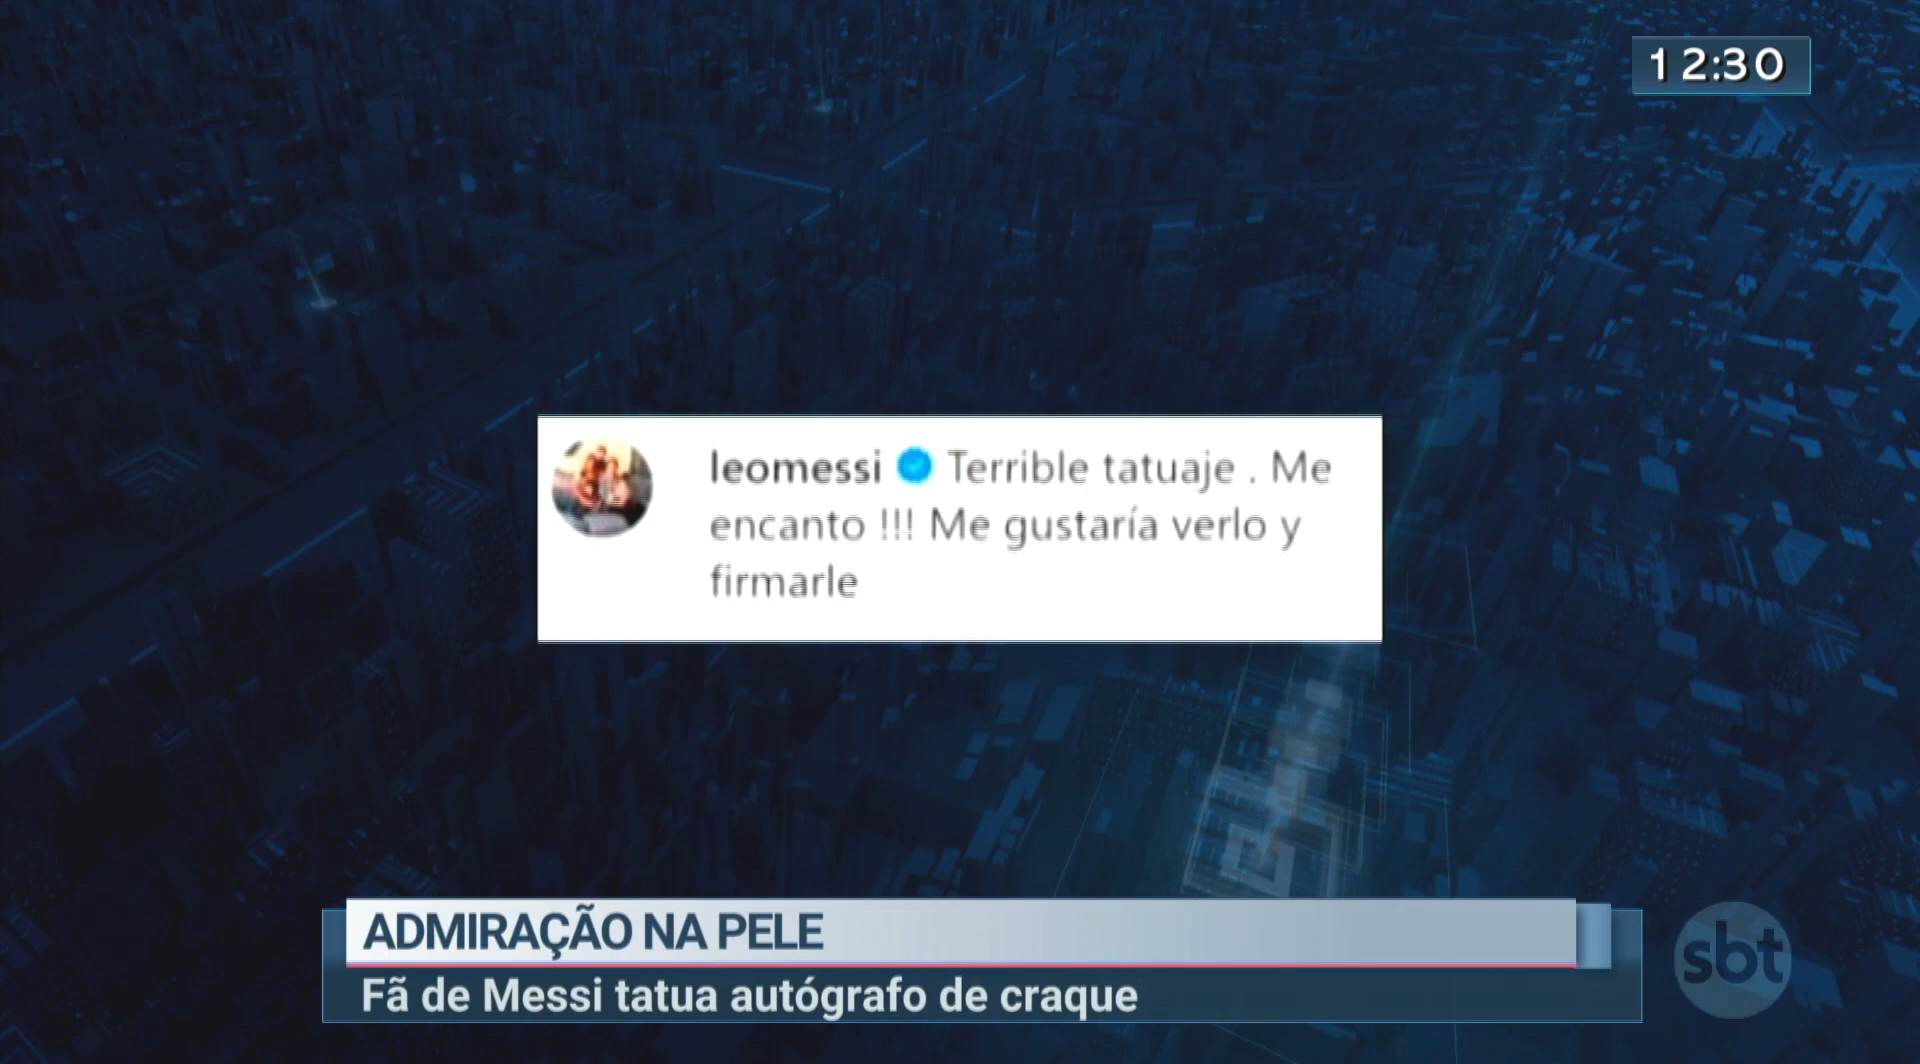 12:30
leomessi Terrible tatuaje . Me
encanto !!! Me gustaría verlo y
firmarle
ADMIRAÇÃO NA PELE
Fã de Messi tatua autógrafo de craque
sbt